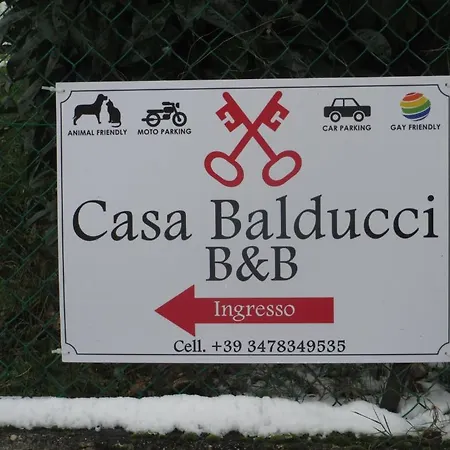 ANIMAL FRIENDLY MOTO PARKING CAR PARKING GAY FRIENDLY
Casa Balducci
B&B
Ingresso
Cell. +39 3478349535